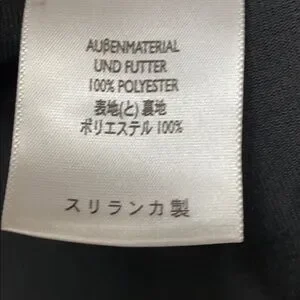 AUβENMATERIAL
UND FUTTER
100% POLYESTER
表地(と)裏地
ポリエステル 100%
スリランカ製